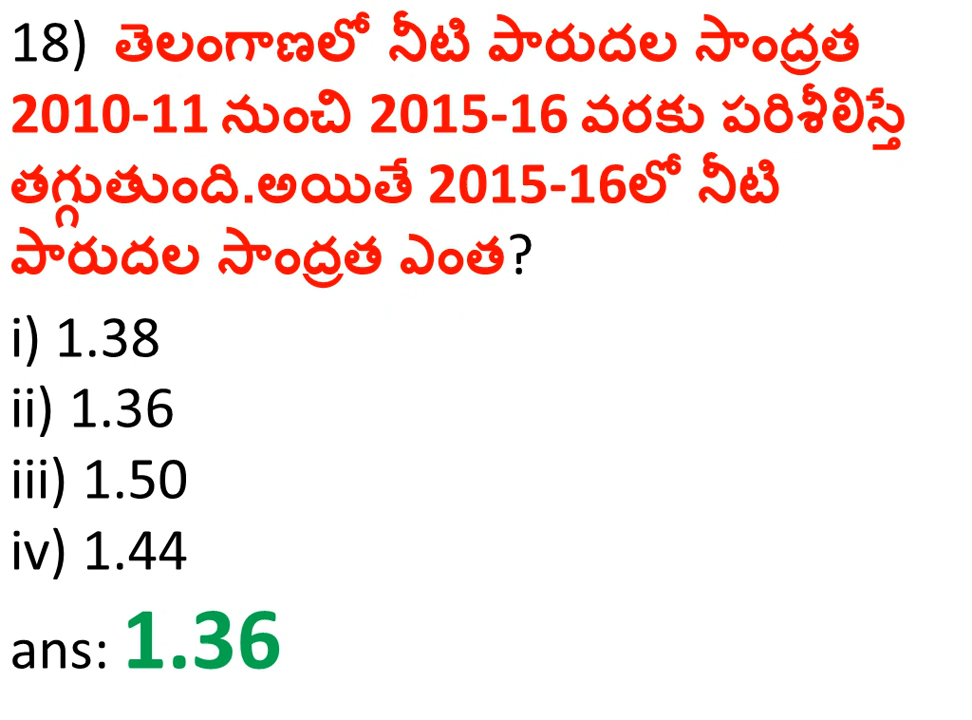 18) తెలంగాణలో నీటి పారుదల సాంద్రత
2010-11 నుంచి 2015-16 వరకు పరిశీలిస్తే
తగ్గుతుంది.అయితే 2015-16లో నీటి
పారుదల సాంద్రత ఎంత?
i) 1.38
ii) 1.36
iii) 1.50
iv) 1.44
ans: 1.36